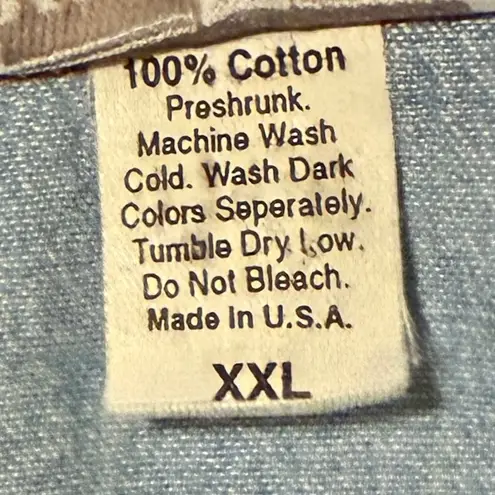 100% Cotton
Preshrunk.
Machine Wash
Cold. Wash Dark
Colors Seperately.
Tumble Dry Low.
Do Not Bleach.
Made In U.S.A.
XXL